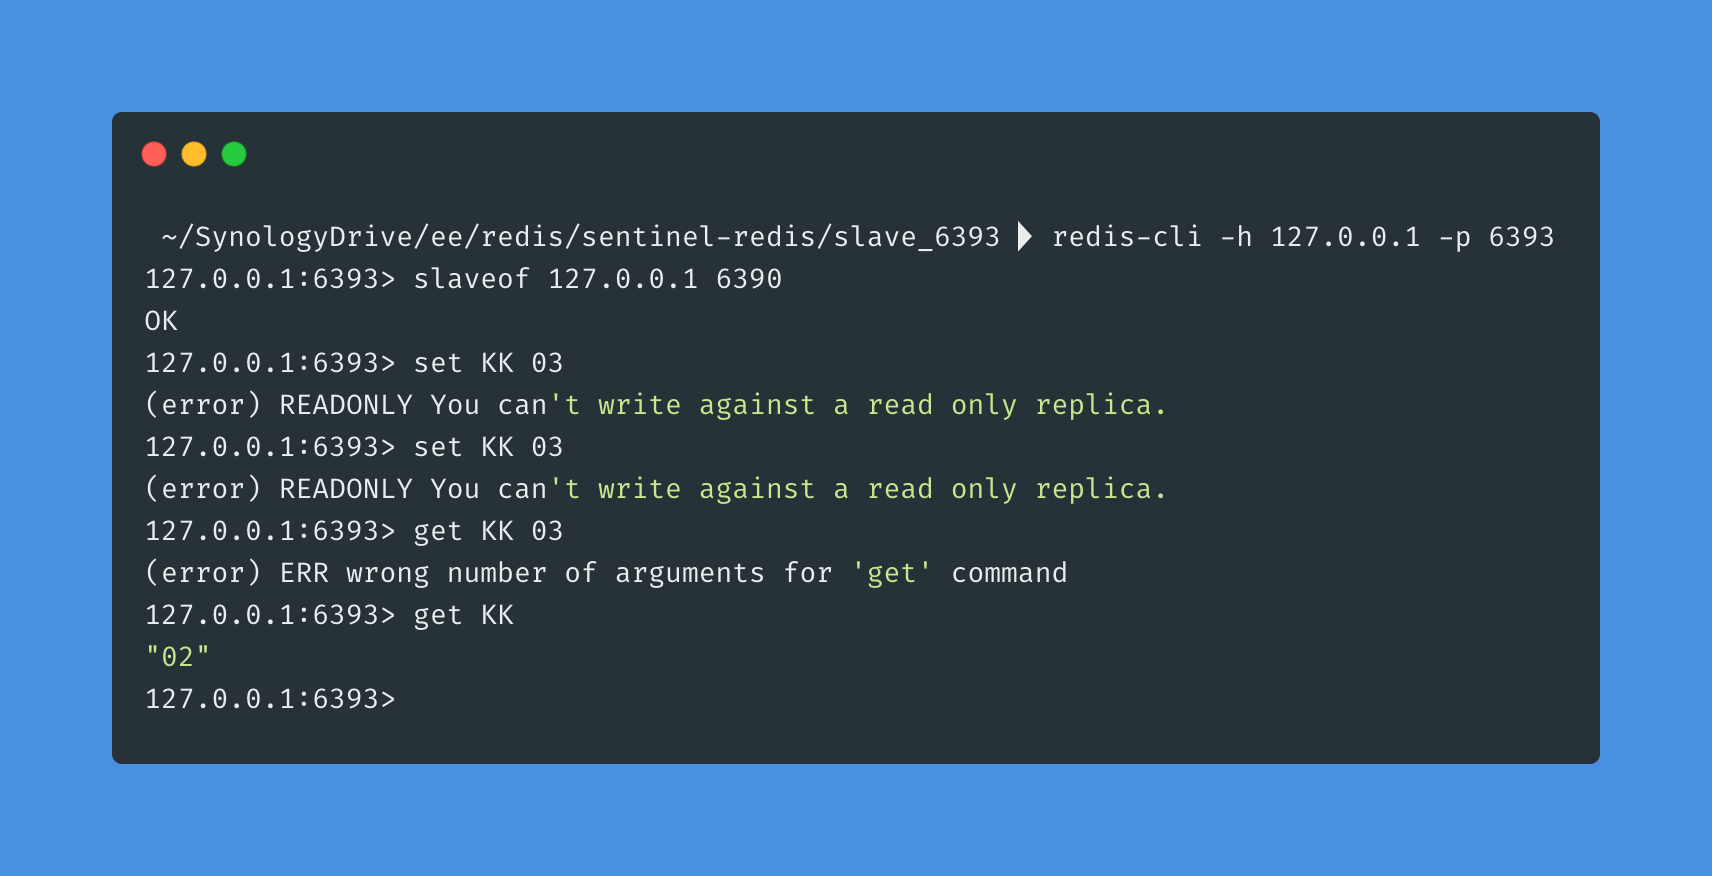 ~/SynologyDrive/ee/redis/sentinel-redis/slave_6393 ▶ redis-cli -h 127.0.0.1 -p 6393
127.0.0.1:6393> slaveof 127.0.0.1 6390
OK
127.0.0.1:6393> set KK 03
(error) READONLY You can't write against a read only replica.
127.0.0.1:6393> set KK 03
(error) READONLY You can't write against a read only replica.
127.0.0.1:6393> get KK 03
(error) ERR wrong number of arguments for 'get' command
127.0.0.1:6393> get KK
"02"
127.0.0.1:6393>